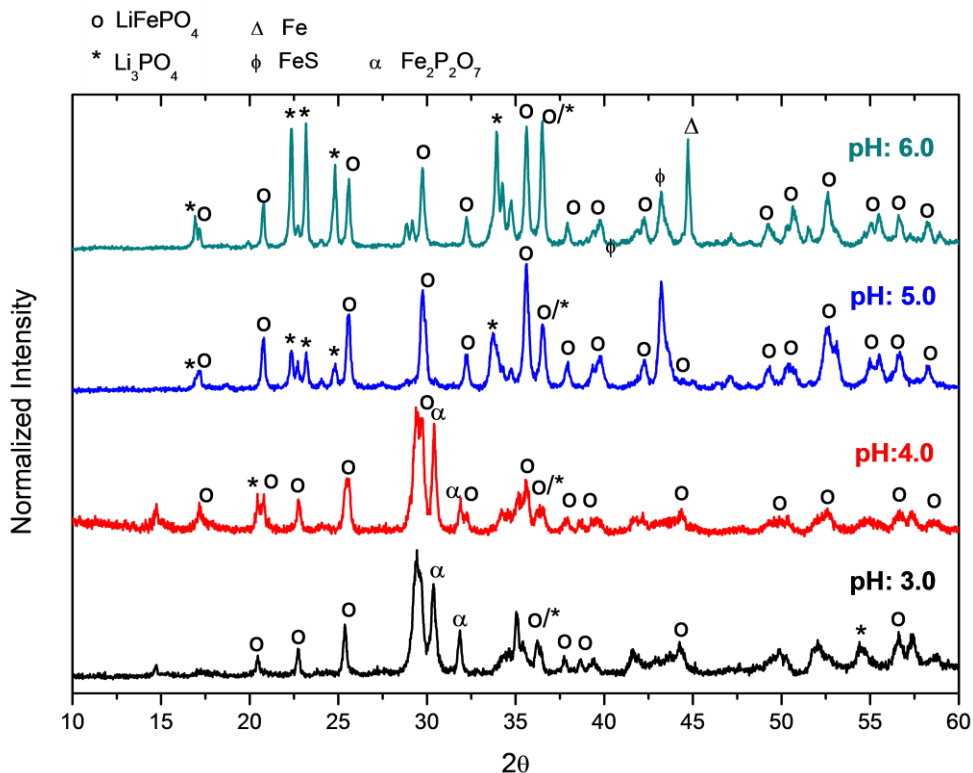 o LiFePO₄ Δ Fe
* Li₃PO₄ ϕ FeS α Fe₂P₂O₇
* * * O O/* Δ
pH: 6.0
* O O * O O O O O ϕ O O O O O O
ϕ
O
pH: 5.0
* O O * * * O O O * O/* O O O O O O O O O O
pH:4.0
O * O O O O α α O O O/* O O O O O O O
pH: 3.0
O O O α α O/* O O O * O
10 15 20 25 30 35 40 45 50 55 60
2θ
Normalized Intensity